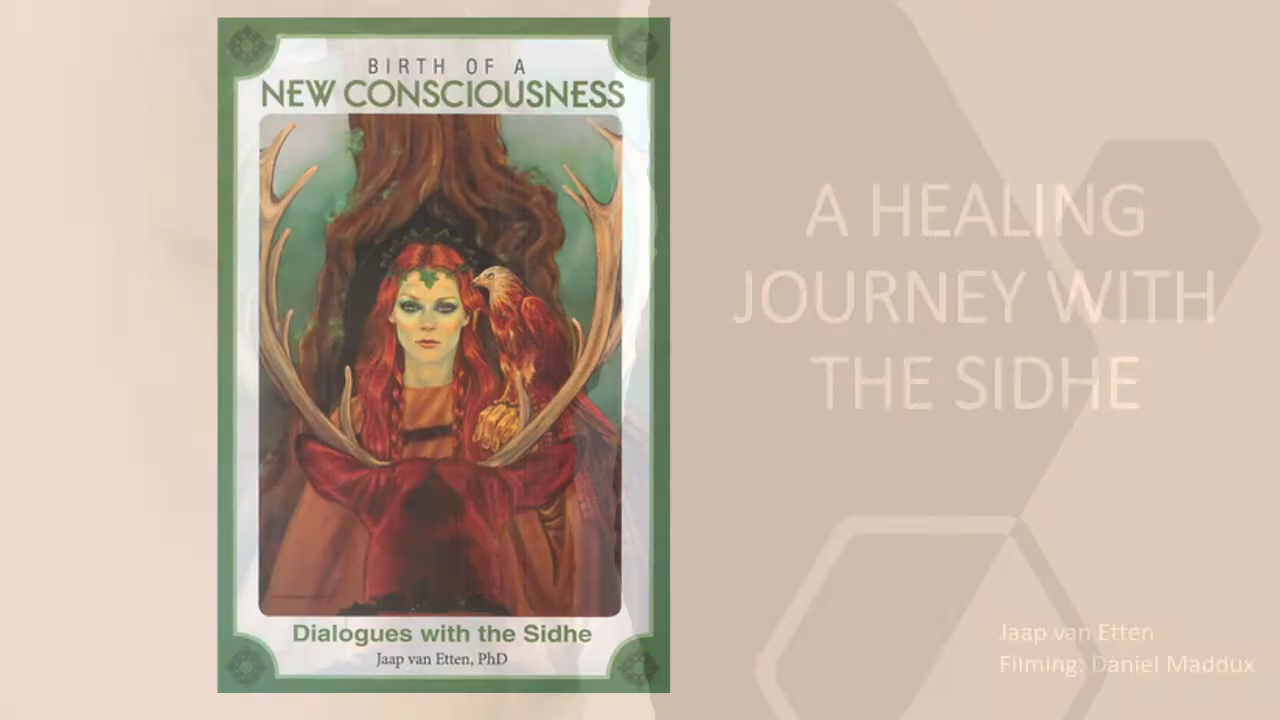 BIRTH OF A
NEW CONSCIOUSNESS
Dialogues with the Sidhe
Jaap van Etten, PhD
A HEALING
JOURNEY WITH
THE SIDHE
Jaap van Etten
Filming: Daniel Maddux